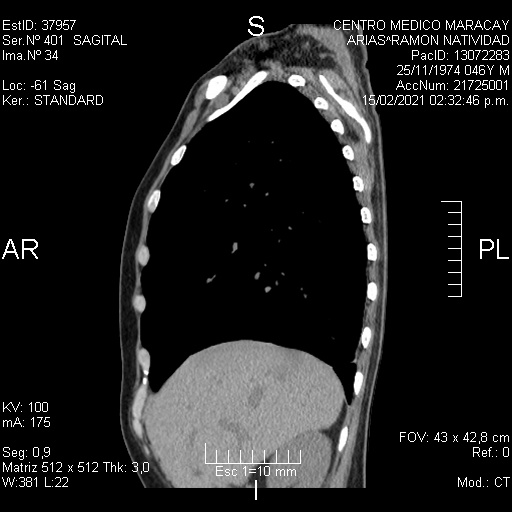 EstID: 37957
Ser.Nº 401 SAGITAL
Ima.Nº 34
Loc: -61 Sag
Ker.: STANDARD
S
CENTRO MEDICO MARACAY
ARIAS^RAMON NATIVIDAD
PacID: 13072283
25/11/1974 046Y M
AccNum: 21725001
15/02/2021 02:32:46 p.m.
AR
PL
KV: 100
mA: 175
Seg: 0,9
Matriz 512 x 512 Thk: 3,0
W:381 L:22
Esc 1=10 mm
I
FOV: 43 x 42,8 cm
Ref.: 0
Mod.: CT